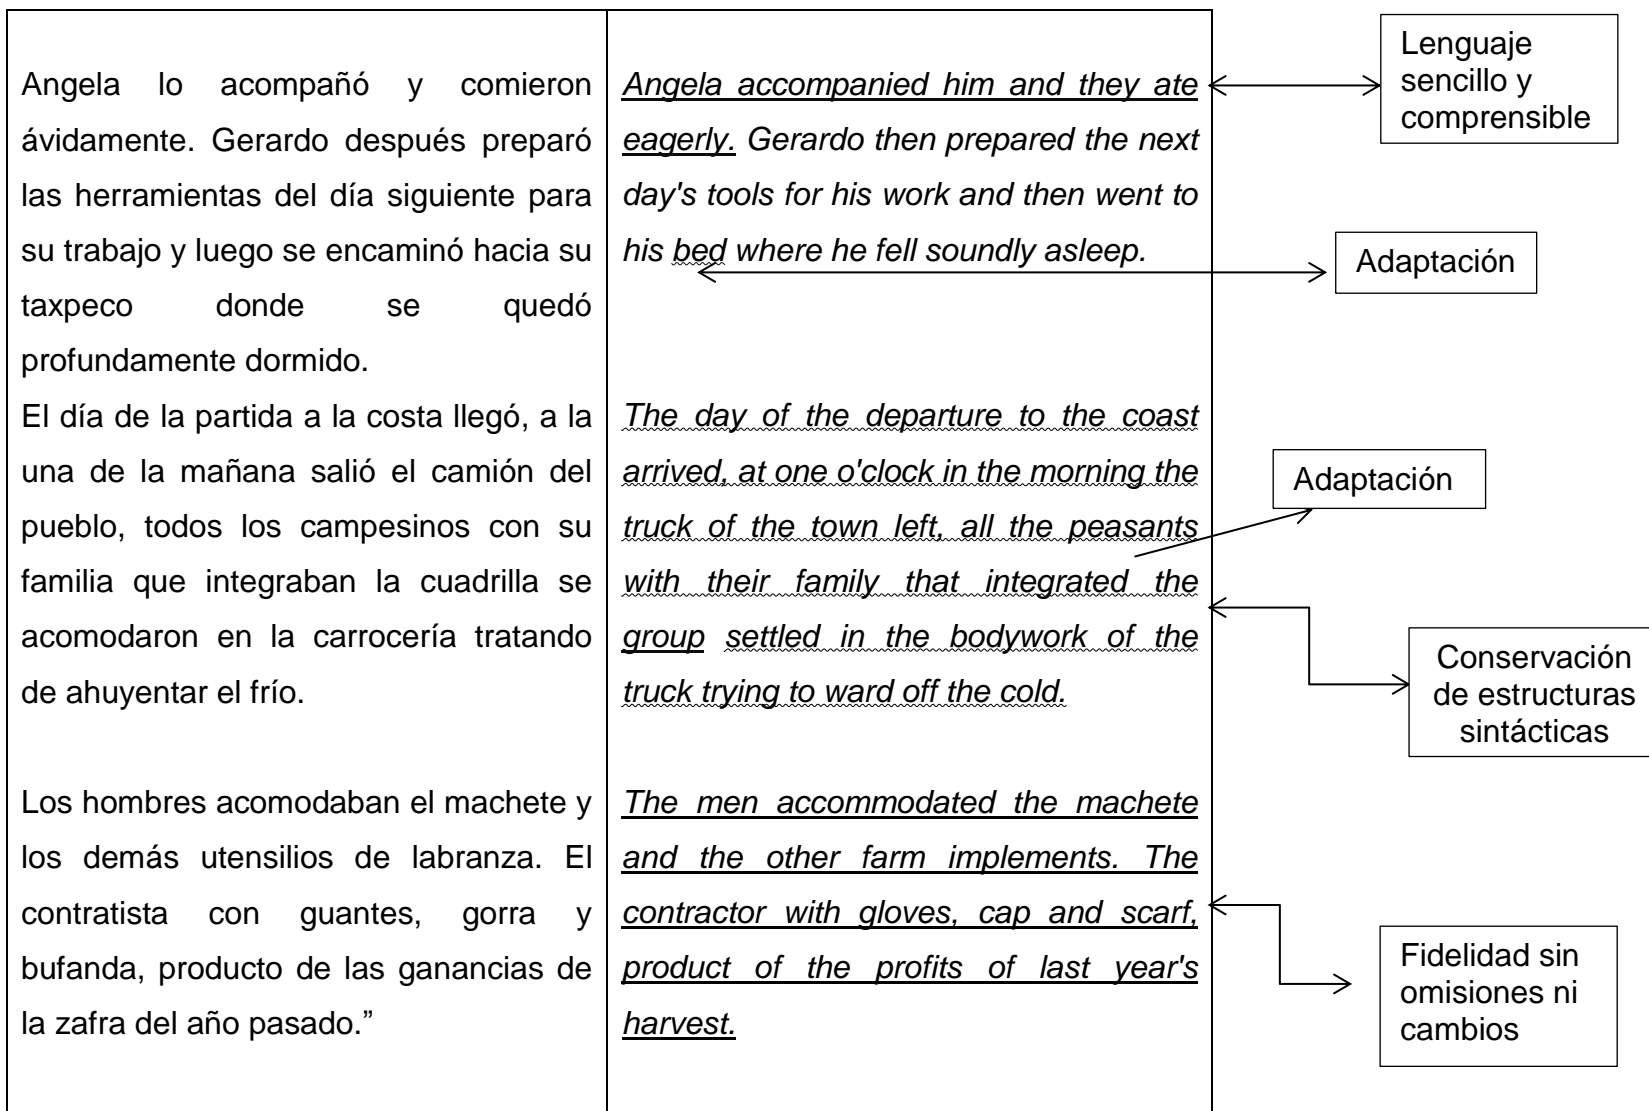 Angela lo acompañó y comieron
ávidamente. Gerardo después preparó
las herramientas del día siguiente para
su trabajo y luego se encaminó hacia su
taxpeco donde se quedó
profundamente dormido.
El día de la partida a la costa llegó, a la
una de la mañana salió el camión del
pueblo, todos los campesinos con su
familia que integraban la cuadrilla se
acomodaron en la carrocería tratando
de ahuyentar el frío.
Los hombres acomodaban el machete y
los demás utensilios de labranza. El
contratista con guantes, gorra y
bufanda, producto de las ganancias de
la zafra del año pasado.”
Angela accompanied him and they ate
eagerly. Gerardo then prepared the next
day's tools for his work and then went to
his bed where he fell soundly asleep.
The day of the departure to the coast
arrived, at one o'clock in the morning the
truck of the town left, all the peasants
with their family that integrated the
group settled in the bodywork of the
truck trying to ward off the cold.
The men accommodated the machete
and the other farm implements. The
contractor with gloves, cap and scarf,
product of the profits of last year's
harvest.
Lenguaje
sencillo y
comprensible
Adaptación
Adaptación
Conservación
de estructuras
sintácticas
Fidelidad sin
omisiones ni
cambios